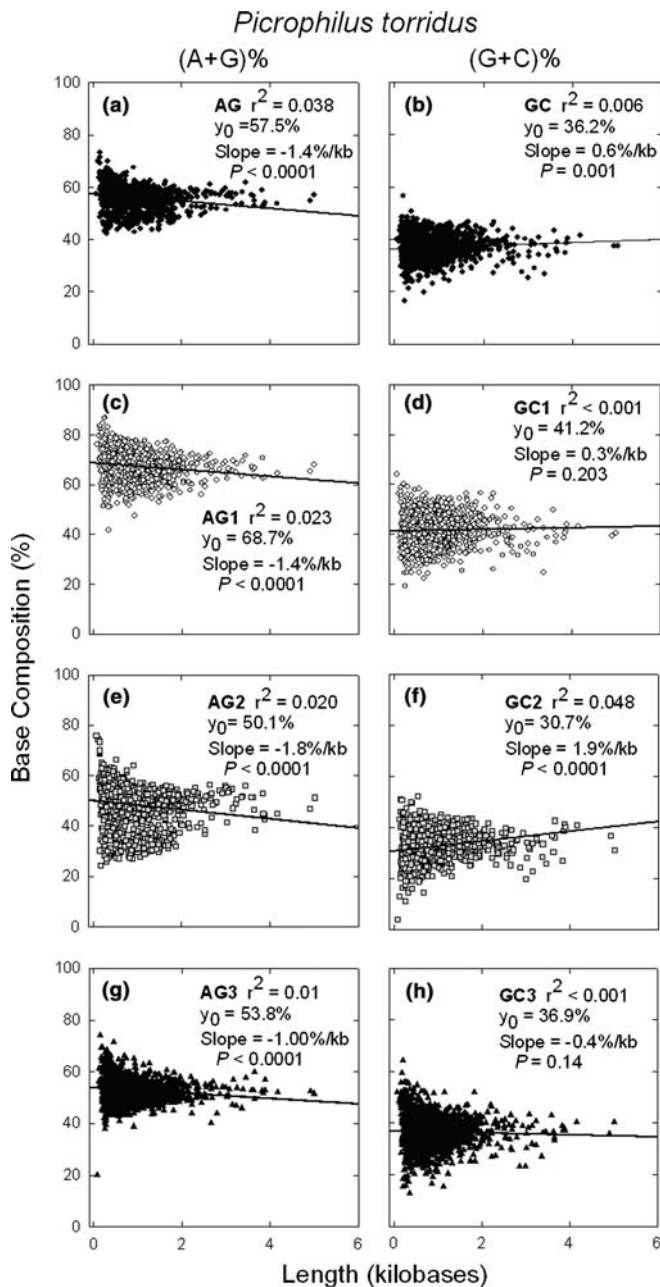 Picrophilus torridus
(A+G)% (G+C)%
(a) AG r² = 0.038
y₀ =57.5%
Slope = -1.4%/kb
P < 0.0001
(b) GC r² = 0.006
y₀ = 36.2%
Slope = 0.6%/kb
P = 0.001
100
80
60
40
20
0
(c)
AG1 r² = 0.023
y₀ = 68.7%
Slope = -1.4%/kb
P < 0.0001
(d) GC1 r² < 0.001
y₀ = 41.2%
Slope = 0.3%/kb
P = 0.203
100
80
60
40
20
0
Base Composition (%)
(e) AG2 r² = 0.020
y₀= 50.1%
Slope = -1.8%/kb
P < 0.0001
(f) GC2 r² = 0.048
y₀ = 30.7%
Slope = 1.9%/kb
P < 0.0001
100
80
60
40
20
0
(g) AG3 r² = 0.01
y₀ = 53.8%
Slope = -1.00%/kb
P < 0.0001
(h) GC3 r² < 0.001
y₀ = 36.9%
Slope = -0.4%/kb
P = 0.14
100
80
60
40
20
0
0 2 4 6 0 2 4 6
Length (kilobases) Length (kilobases)